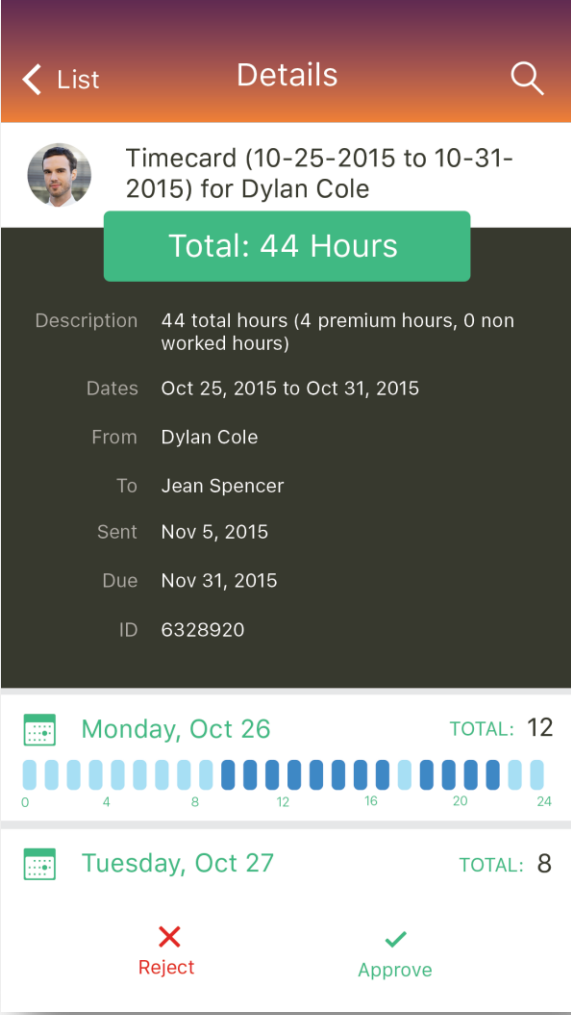 List
Details
Timecard (10-25-2015 to 10-31-
2015) for Dylan Cole
Total: 44 Hours
Description 44 total hours (4 premium hours, 0 non
worked hours)
Dates Oct 25, 2015 to Oct 31, 2015
From Dylan Cole
To Jean Spencer
Sent Nov 5, 2015
Due Nov 31, 2015
ID 6328920
Monday, Oct 26 TOTAL: 12
0 4 8 12 16 20 24
Tuesday, Oct 27 TOTAL: 8
Reject Approve